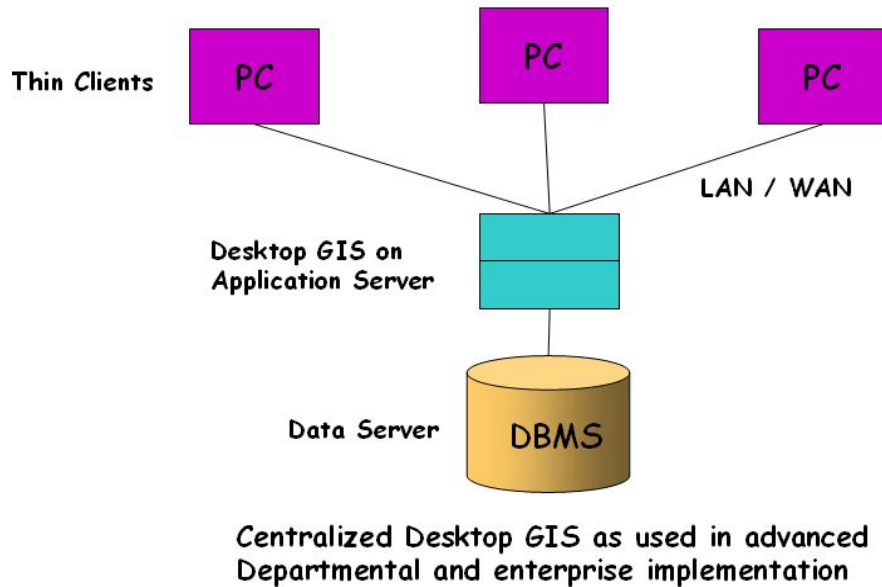 PC
PC
PC
Thin Clients
LAN / WAN
Desktop GIS on
Application Server
Data Server
DBMS
Centralized Desktop GIS as used in advanced
Departmental and enterprise implementation